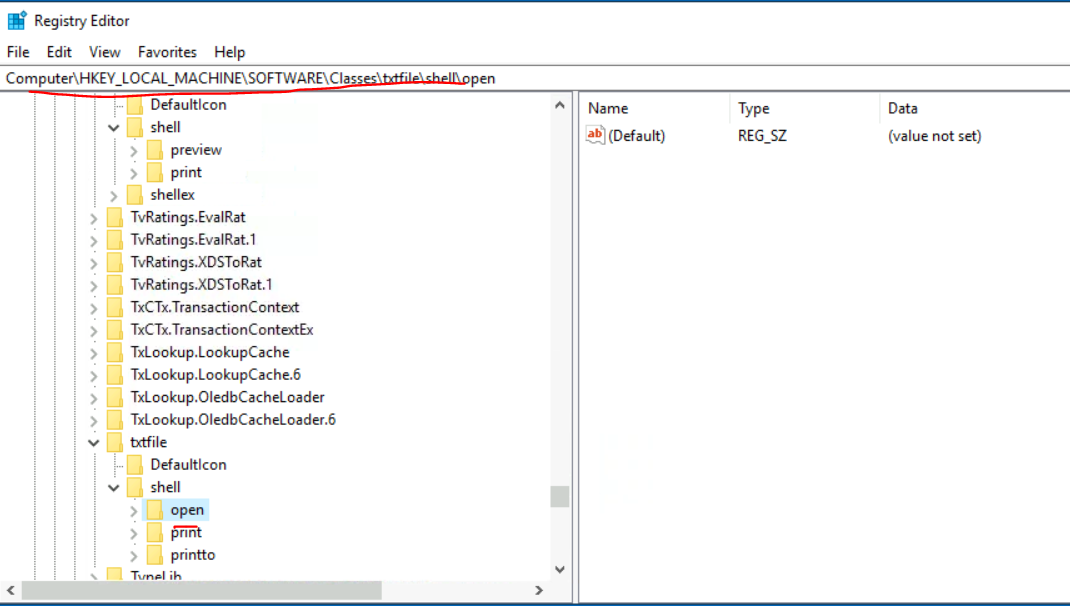 Registry Editor
File Edit View Favorites Help
Computer\HKEY_LOCAL_MACHINE\SOFTWARE\Classes\txtfile\shell\open
DefaultIcon
shell
preview
print
shellex
TvRatings.EvalRat
TvRatings.EvalRat.1
TvRatings.XDSToRat
TvRatings.XDSToRat.1
TxCTx.TransactionContext
TxCTx.TransactionContextEx
TxLookup.LookupCache
TxLookup.LookupCache.6
TxLookup.OledbCacheLoader
TxLookup.OledbCacheLoader.6
txtfile
DefaultIcon
shell
open
print
printto
TypeLib
Name Type Data
ab (Default) REG_SZ (value not set)